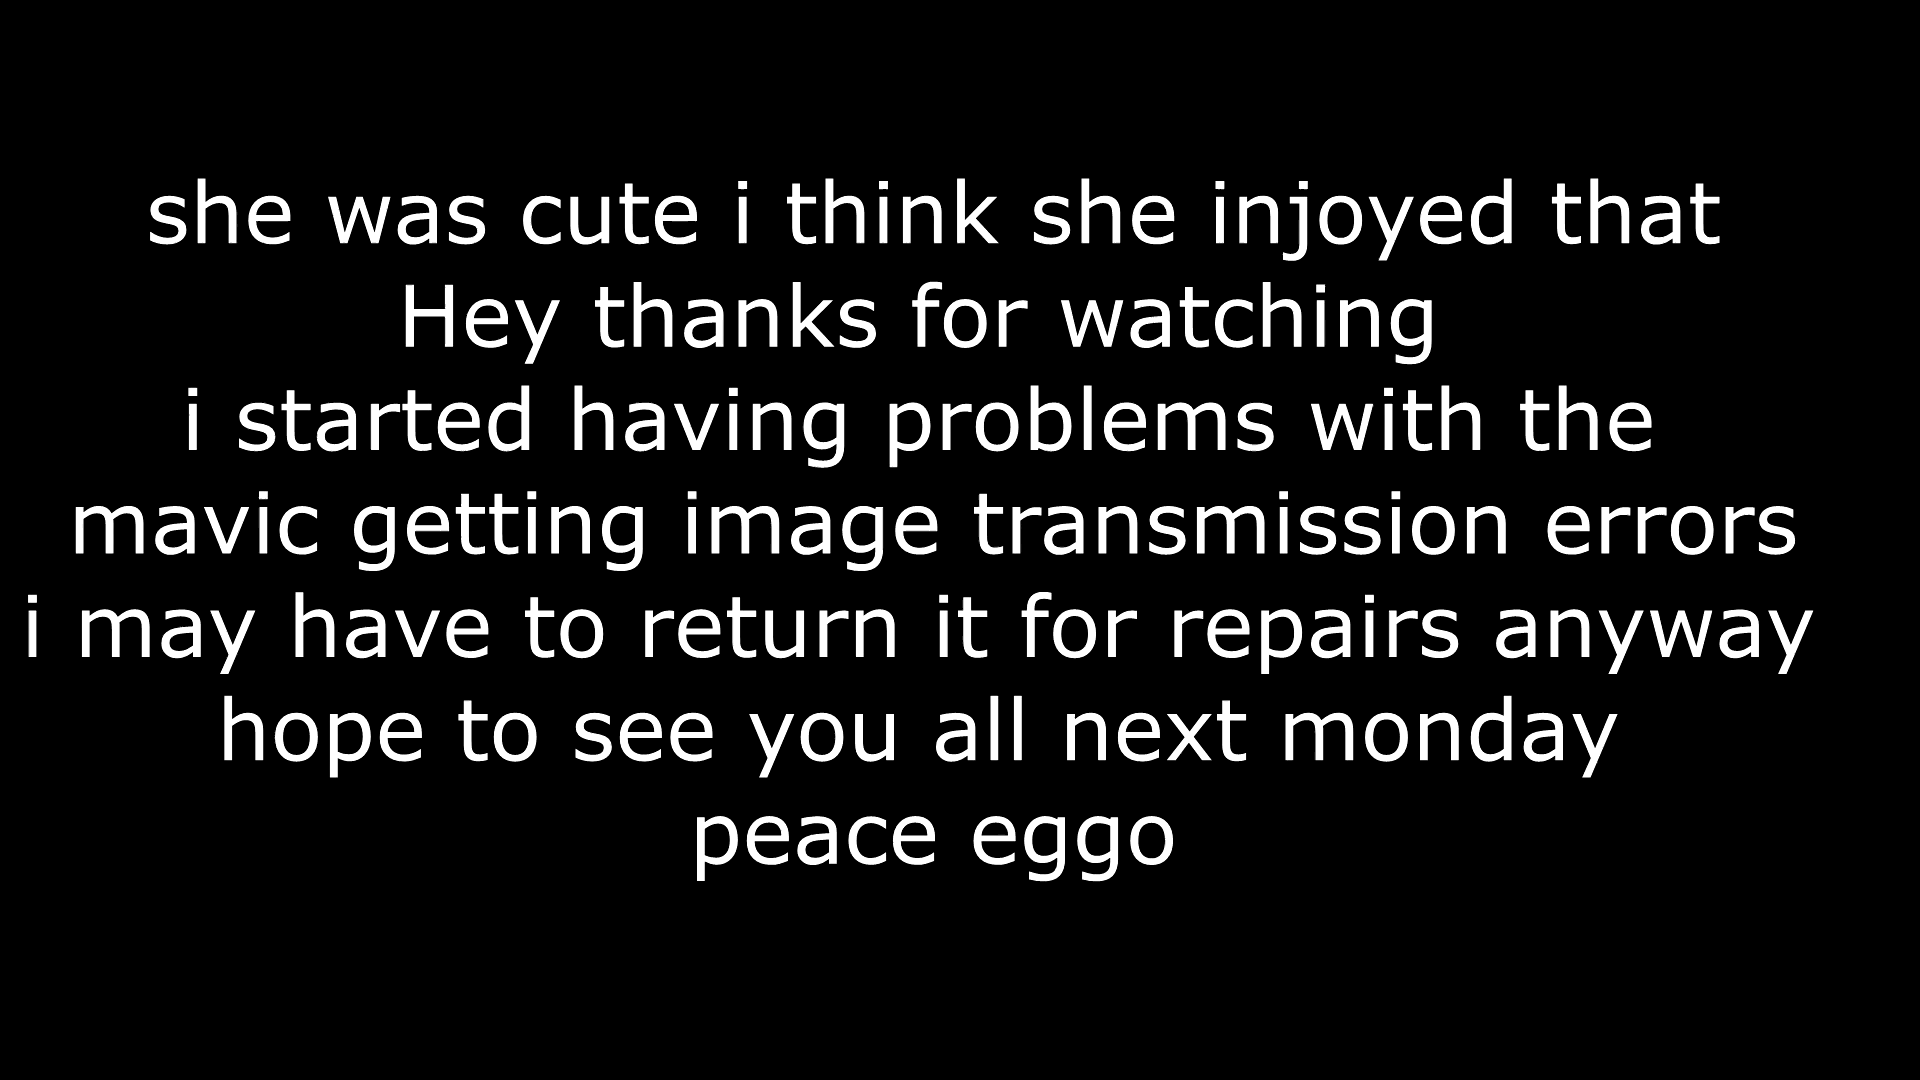 she was cute i think she injoyed that
Hey thanks for watching
i started having problems with the
mavic getting image transmission errors
i may have to return it for repairs anyway
hope to see you all next monday
peace eggo